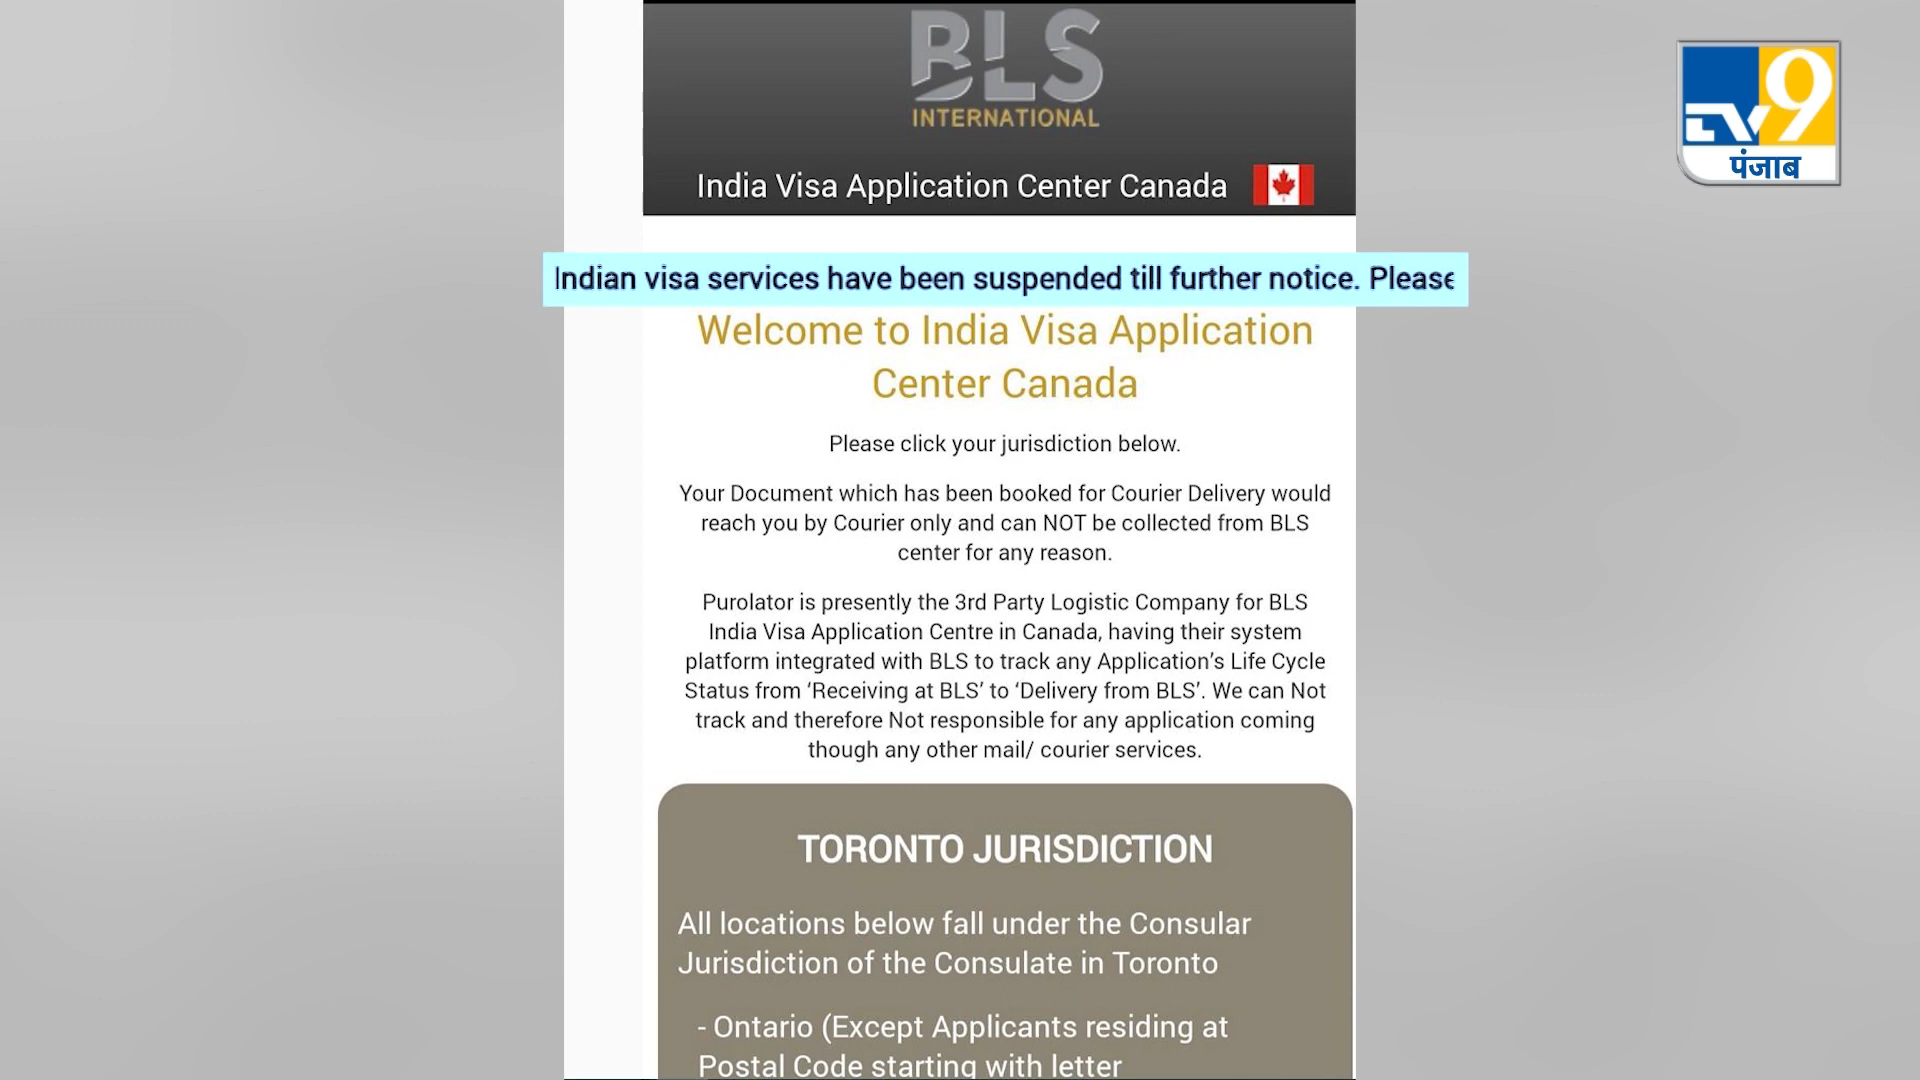 BLS
INTERNATIONAL
India Visa Application Center Canada
TV9
पंजाब
Indian visa services have been suspended till further notice. Please
Welcome to India Visa Application
Center Canada
Please click your jurisdiction below.
Your Document which has been booked for Courier Delivery would
reach you by Courier only and can NOT be collected from BLS
center for any reason.
Purolator is presently the 3rd Party Logistic Company for BLS
India Visa Application Centre in Canada, having their system
platform integrated with BLS to track any Application’s Life Cycle
Status from ‘Receiving at BLS’ to ‘Delivery from BLS’. We can Not
track and therefore Not responsible for any application coming
though any other mail/ courier services.
TORONTO JURISDICTION
All locations below fall under the Consular
Jurisdiction of the Consulate in Toronto
- Ontario (Except Applicants residing at
Postal Code starting with letter